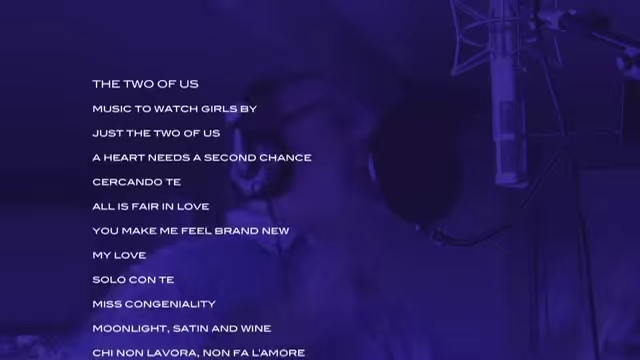 THE TWO OF US
MUSIC TO WATCH GIRLS BY
JUST THE TWO OF US
A HEART NEEDS A SECOND CHANCE
CERCANDO TE
ALL IS FAIR IN LOVE
YOU MAKE ME FEEL BRAND NEW
MY LOVE
SOLO CON TE
MISS CONGENIALITY
MOONLIGHT, SATIN AND WINE
CHI NON LAVORA, NON FA L'AMORE